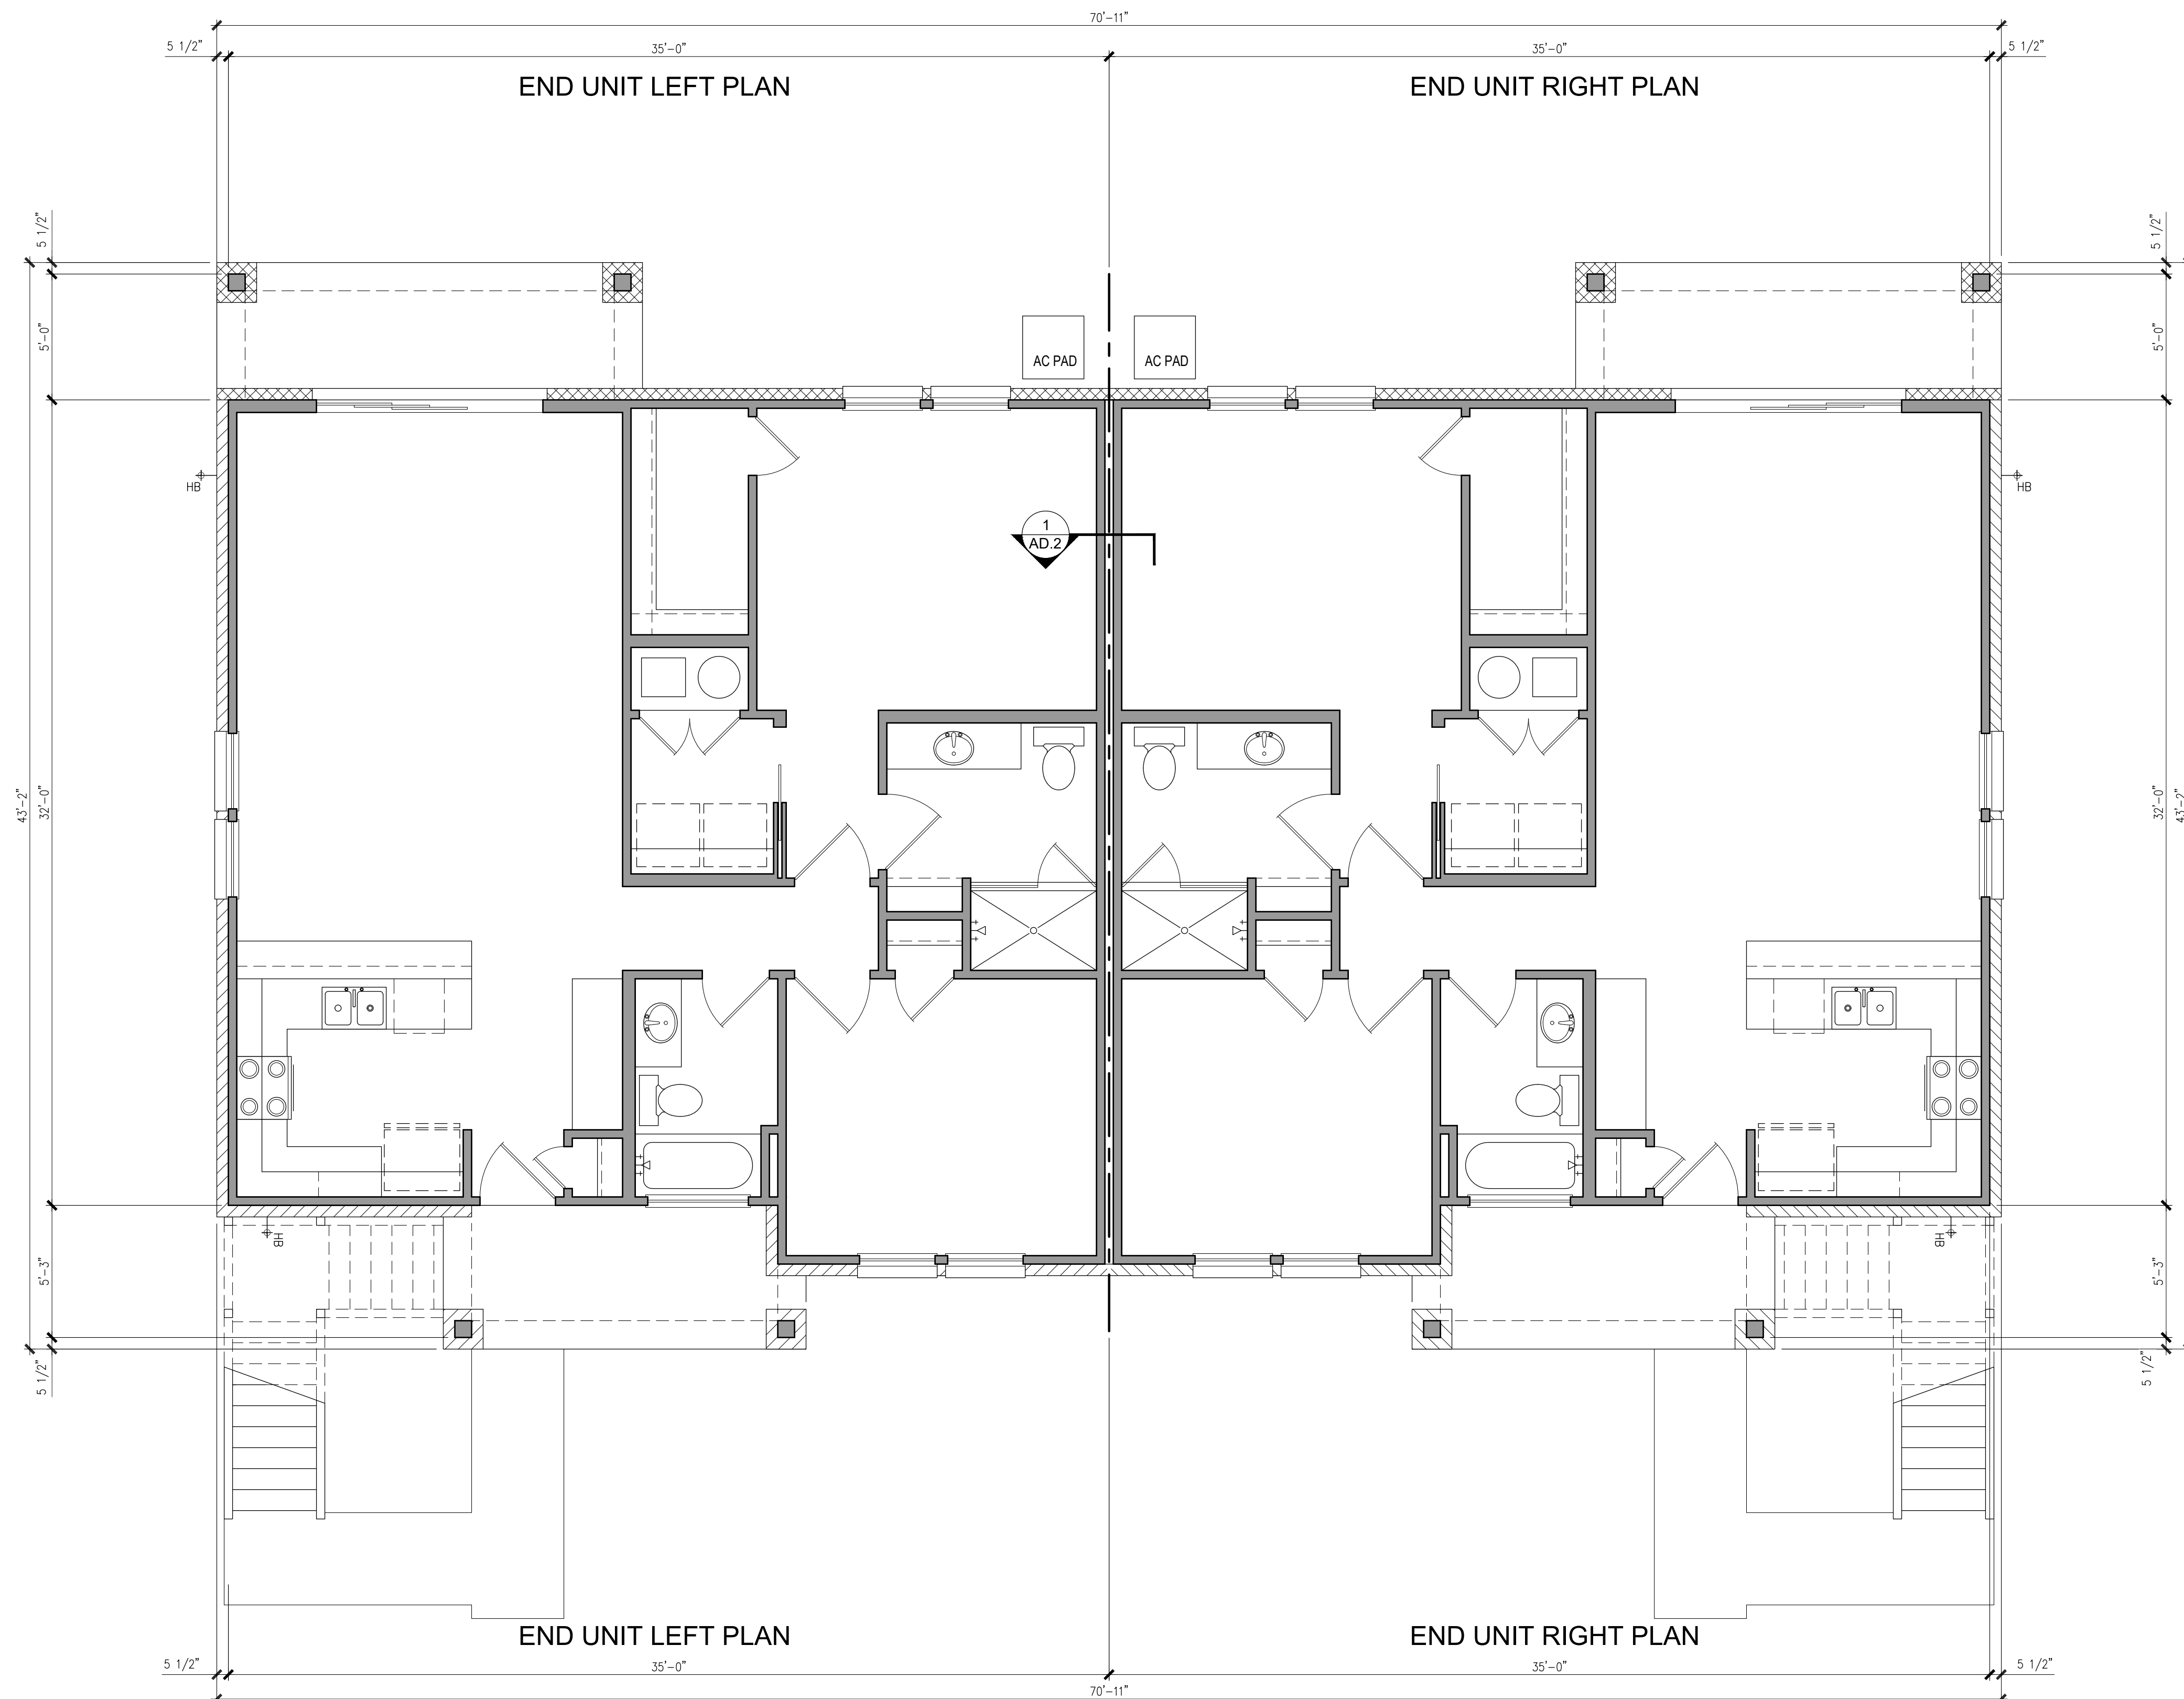 70'-11"
5 1/2"
35'-0"
35'-0"
5 1/2"
END UNIT LEFT PLAN
END UNIT RIGHT PLAN
5 1/2"
5 1/2"
5'-0"
5'-0"
AC PAD
AC PAD
HB
HB
1
AD.2
43'-2"
32'-0"
32'-0"
43'-2"
HB
HB
5'-3"
5'-3"
5 1/2"
5 1/2"
END UNIT LEFT PLAN
END UNIT RIGHT PLAN
5 1/2"
35'-0"
35'-0"
5 1/2"
70'-11"